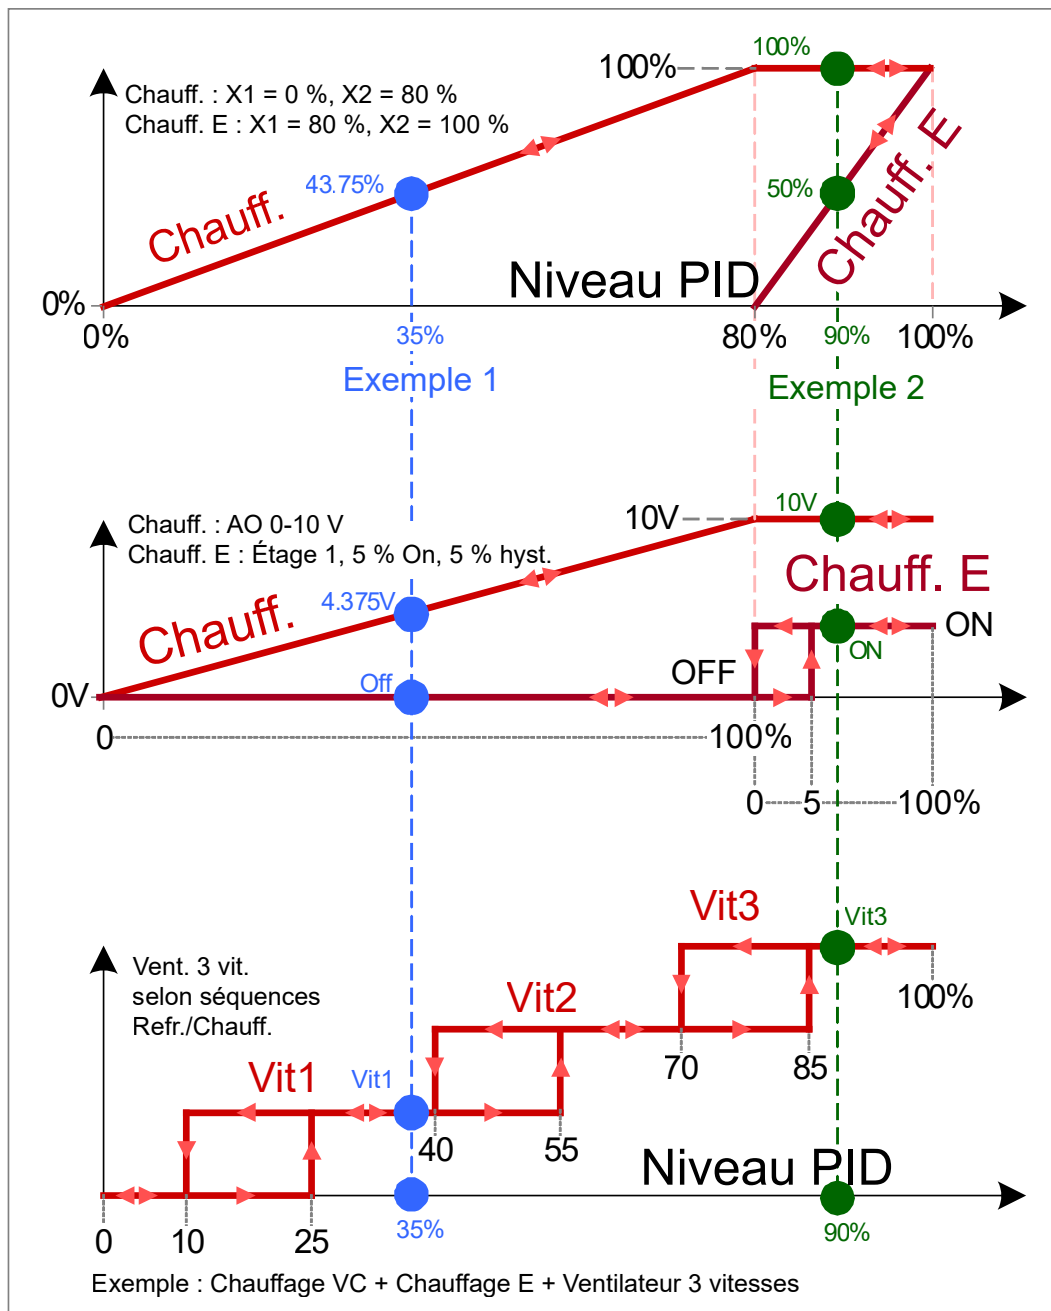 100%
100%
Chauff. : X1 = 0 %, X2 = 80 %
Chauff. E : X1 = 80 %, X2 = 100 %
43.75%
50%
Chauff.
Chauff. E
Niveau PID
0%
0%
35%
80%
90%
100%
Exemple 1
Exemple 2
10V
10V
Chauff. : AO 0-10 V
Chauff. E : Étage 1, 5 % On, 5 % hyst.
Chauff. E
4.375V
Chauff.
ON
ON
OFF
Off
0V
0
100%
0
5
100%
Vit3
Vit3
Vent. 3 vit.
selon séquences
Refr./Chauff.
Vit2
100%
Vit1
Vit1
70
85
40
55
Niveau PID
0
10
25
35%
90%
Exemple : Chauffage VC + Chauffage E + Ventilateur 3 vitesses